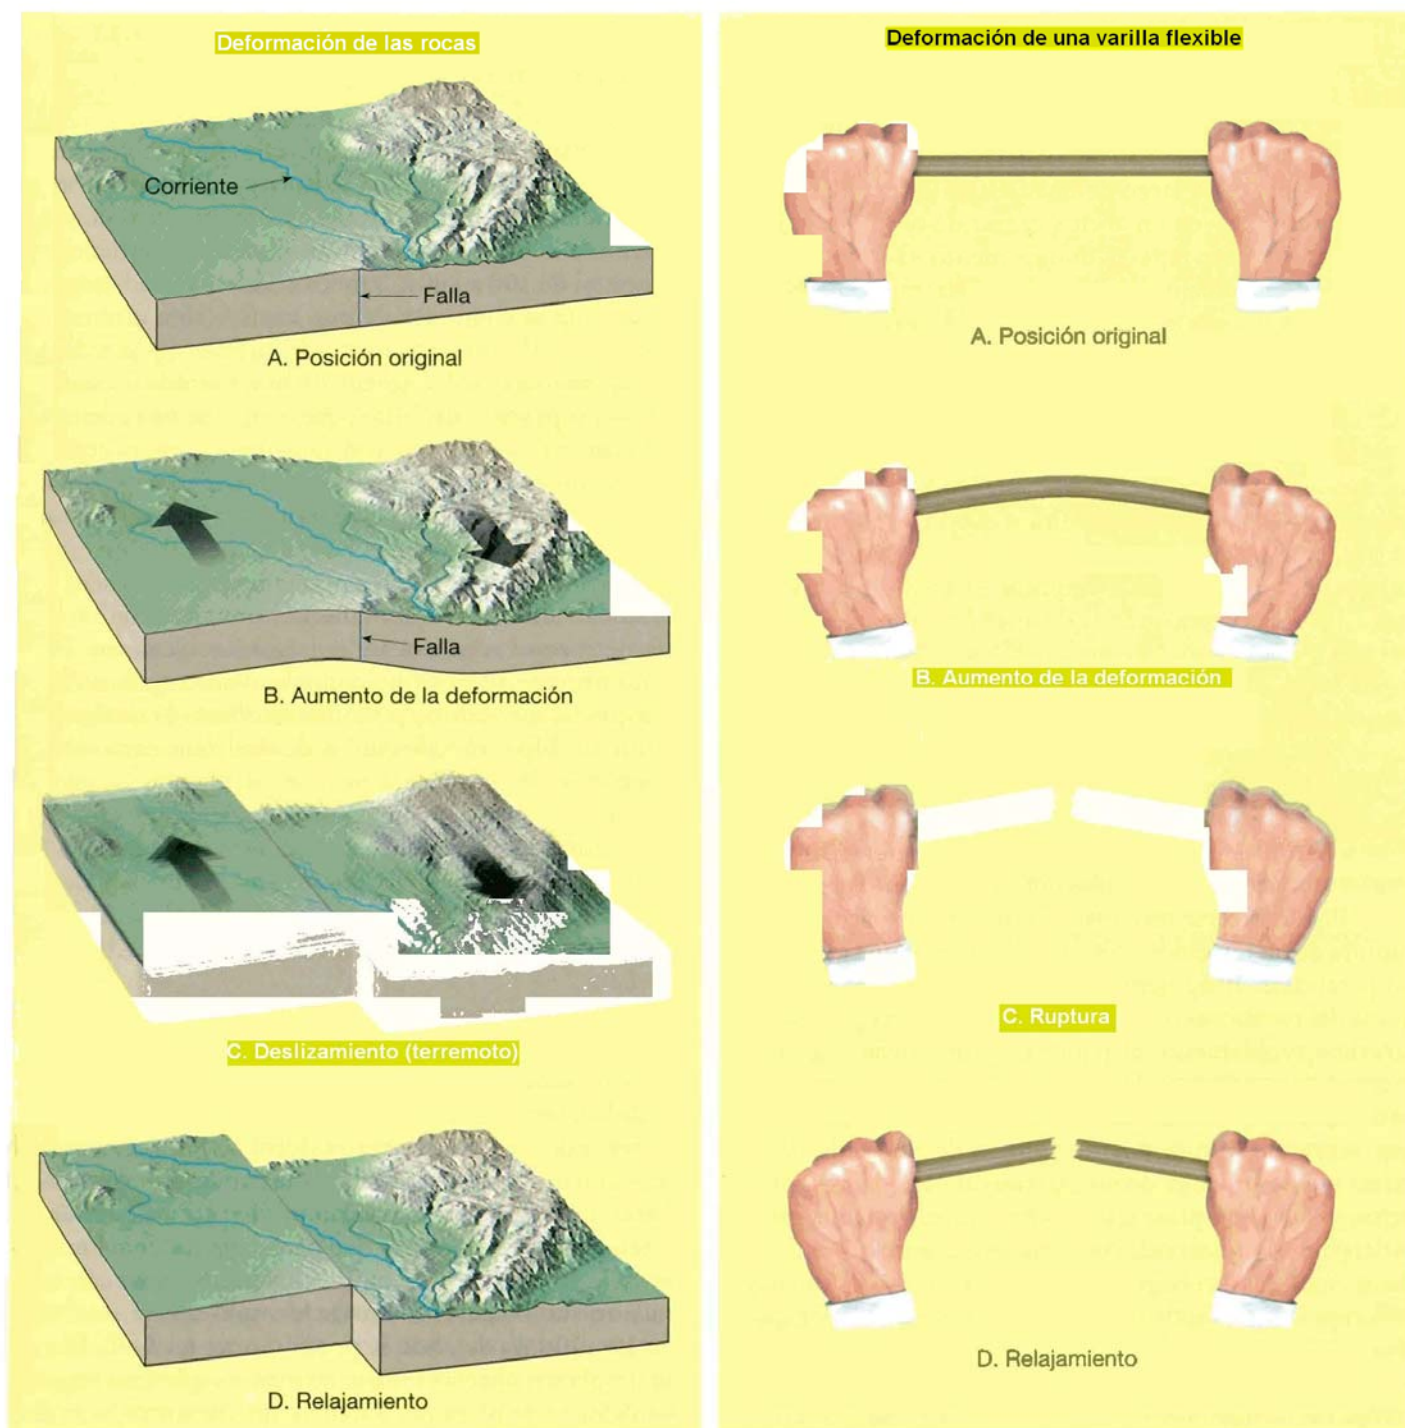 Deformación de las rocas
Corriente
Falla
A. Posición original
Falla
B. Aumento de la deformación
C. Deslizamiento (terremoto)
D. Relajamiento
Deformación de una varilla flexible
A. Posición original
B. Aumento de la deformación
C. Ruptura
D. Relajamiento